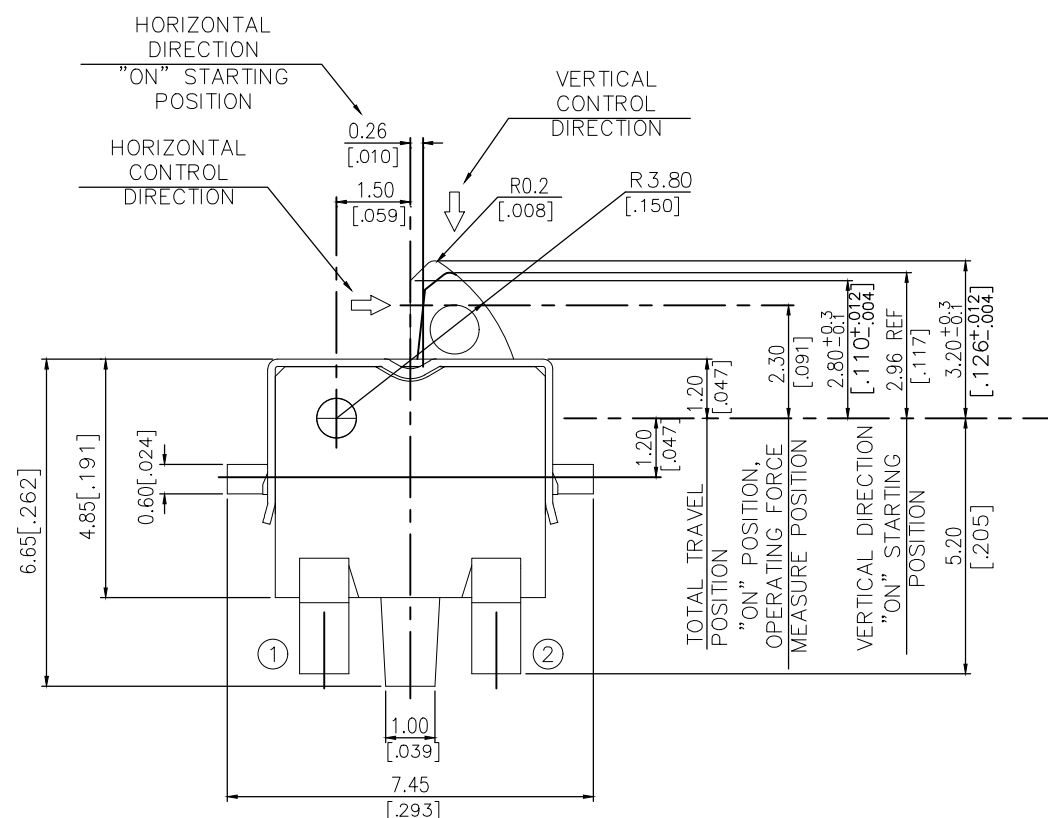 HORIZONTAL
DIRECTION
"ON" STARTING
POSITION
VERTICAL
CONTROL
DIRECTION
0.26
[.010]
HORIZONTAL
CONTROL
DIRECTION
1.50
[.059]
R0.2
[.008]
R3.80
[.150]
1.20
[.047]
2.30
[.091]
2.80+0.3-0.1
[.110+.012-.004]
2.96 REF
[.117]
3.20+0.3-0.1
[.126+.012-.004]
1.20
[.047]
6.65[.262]
4.85[.191]
0.60[.024]
TOTAL TRAVEL
POSITION
"ON" POSITION,
OPERATING FORCE
MEASURE POSITION
VERTICAL DIRECTION
"ON" STARTING
POSITION
5.20
[.205]
1
2
1.00
[.039]
7.45
[.293]